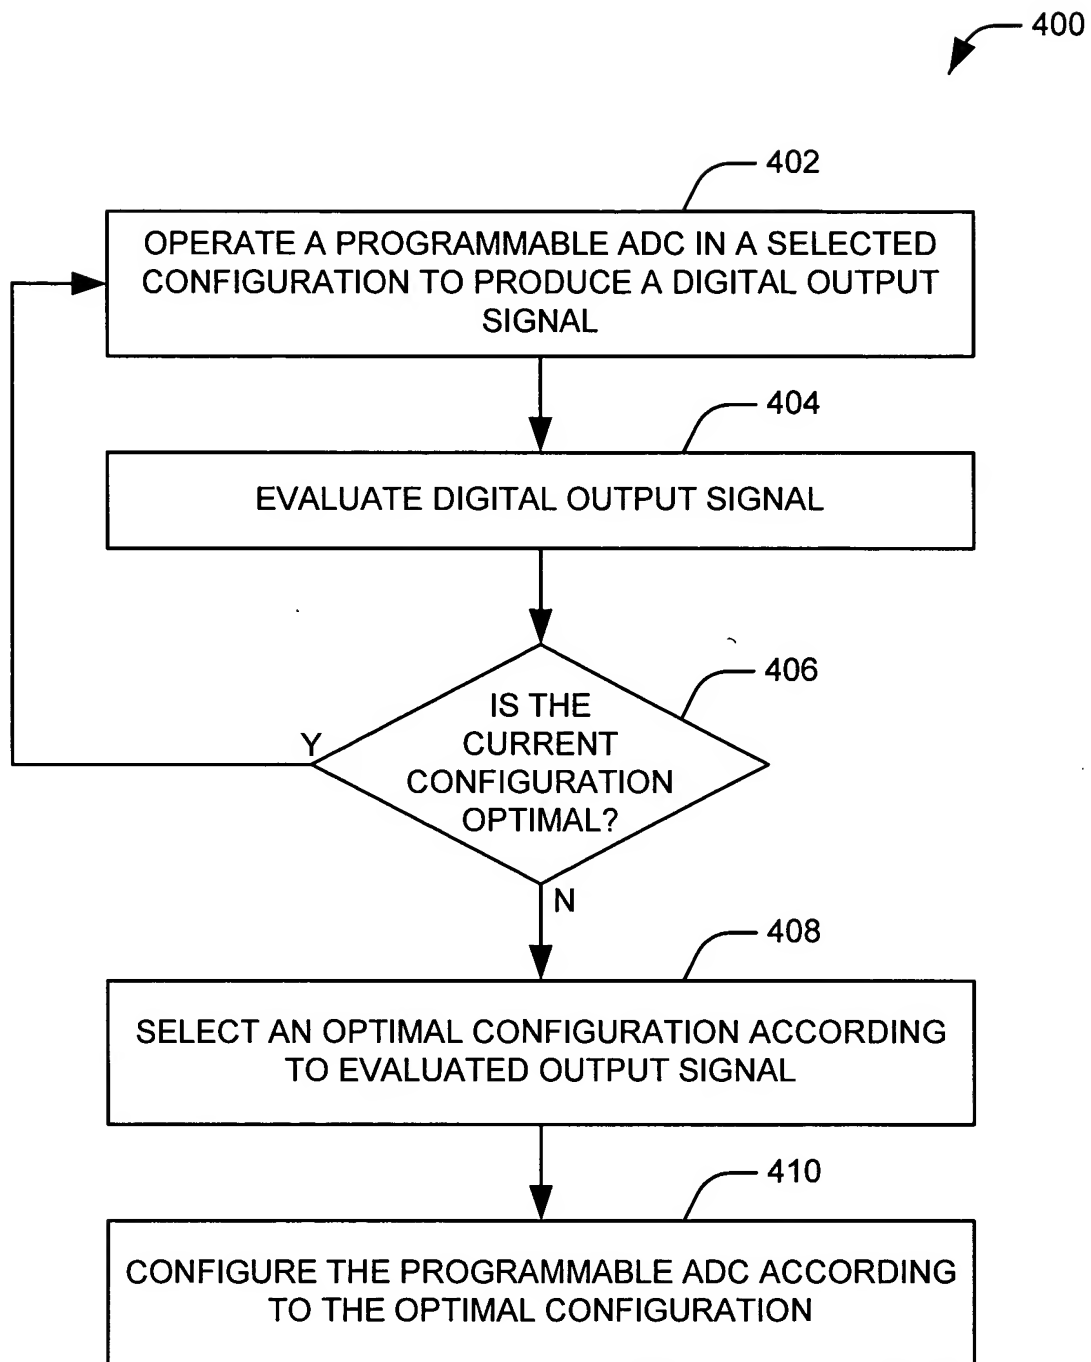 400
402
OPERATE A PROGRAMMABLE ADC IN A SELECTED
CONFIGURATION TO PRODUCE A DIGITAL OUTPUT
SIGNAL
404
EVALUATE DIGITAL OUTPUT SIGNAL
406
IS THE
CURRENT
CONFIGURATION
OPTIMAL?
Y
N
408
SELECT AN OPTIMAL CONFIGURATION ACCORDING
TO EVALUATED OUTPUT SIGNAL
410
CONFIGURE THE PROGRAMMABLE ADC ACCORDING
TO THE OPTIMAL CONFIGURATION